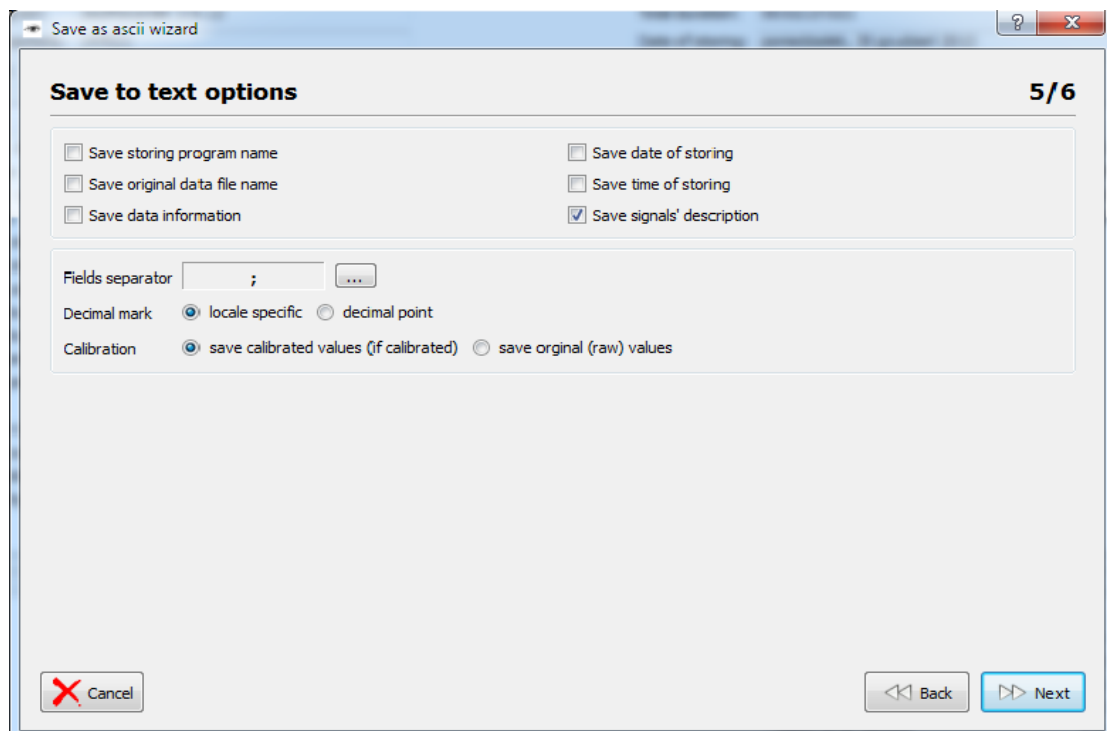 Save as ascii wizard
Save to text options 5/6
Save storing program name Save date of storing
Save original data file name Save time of storing
Save data information Save signals' description
Fields separator ; ...
Decimal mark locale specific decimal point
Calibration save calibrated values (if calibrated) save orginal (raw) values
Cancel Back Next